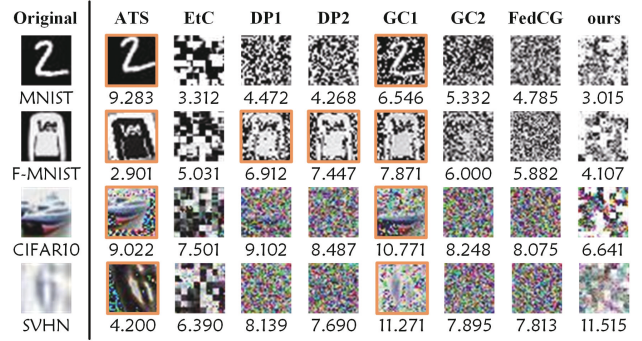 Original ATS EtC DP1 DP2 GC1 GC2 FedCG ours
MNIST 9.283 3.312 4.472 4.268 6.546 5.332 4.785 3.015
F-MNIST 2.901 5.031 6.912 7.447 7.871 6.000 5.882 4.107
CIFAR10 9.022 7.501 9.102 8.487 10.771 8.248 8.075 6.641
SVHN 4.200 6.390 8.139 7.690 11.271 7.895 7.813 11.515